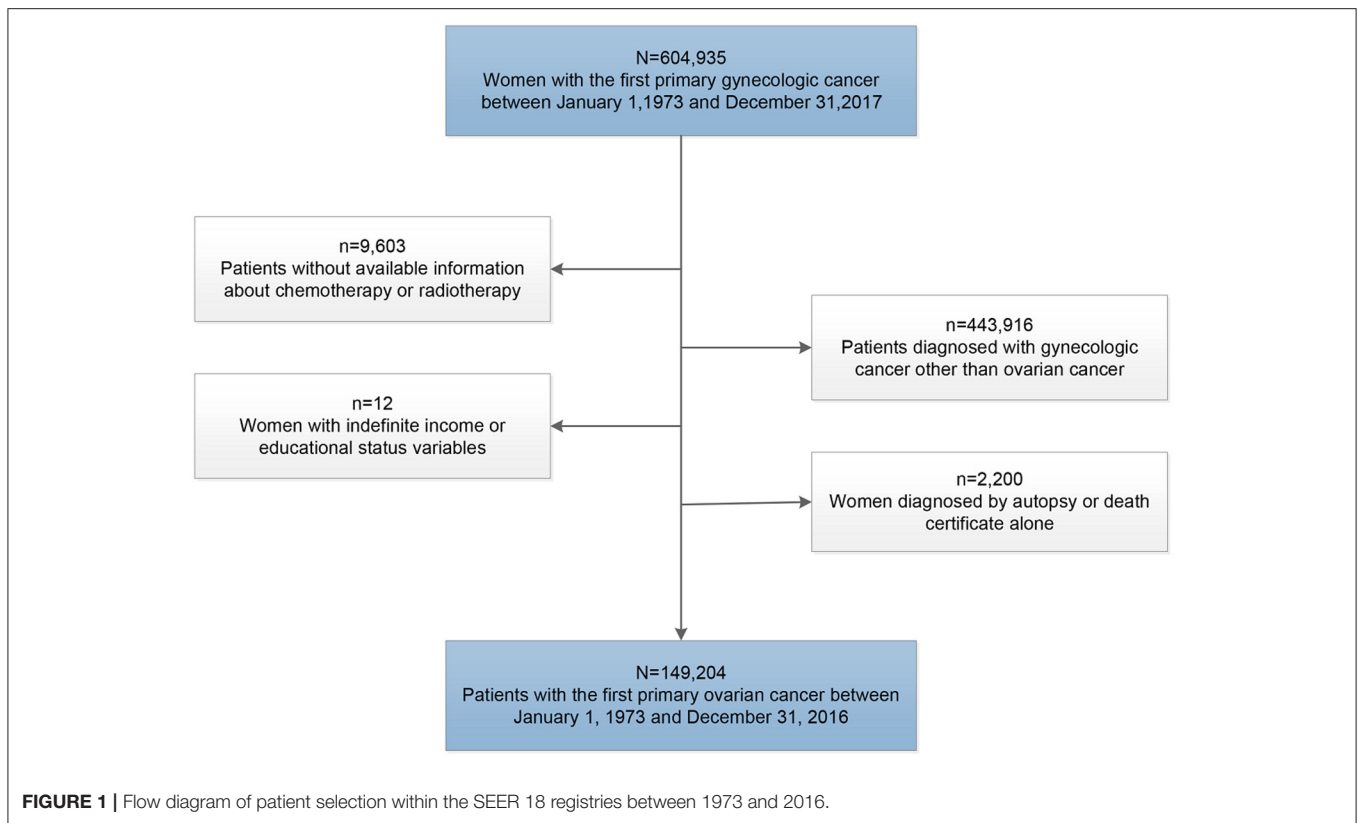 N=604,935
Women with the first primary gynecologic cancer
between January 1,1973 and December 31,2017
n=9,603
Patients without available information
about chemotherapy or radiotherapy
n=443,916
Patients diagnosed with gynecologic
cancer other than ovarian cancer
n=12
Women with indefinite income or
educational status variables
n=2,200
Women diagnosed by autopsy or death
certificate alone
N=149,204
Patients with the first primary ovarian cancer between
January 1, 1973 and December 31, 2016
FIGURE 1 | Flow diagram of patient selection within the SEER 18 registries between 1973 and 2016.